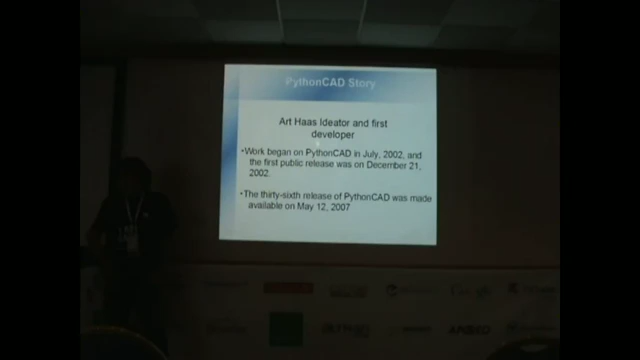 PythonCAD Story
Art Haas Ideator and first
developer
•Work began on PythonCAD in July, 2002, and
the first public release was on December 21,
2002.
•The thirty-sixth release of PythonCAD was made
available on May 12, 2007